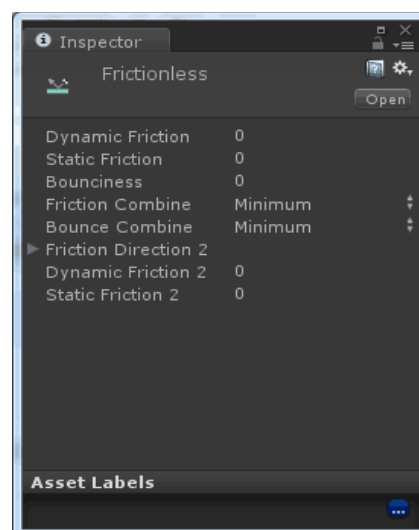 Inspector
Frictionless
Open
Dynamic Friction 0
Static Friction 0
Bounciness 0
Friction Combine Minimum
Bounce Combine Minimum
Friction Direction 2
Dynamic Friction 2 0
Static Friction 2 0
Asset Labels